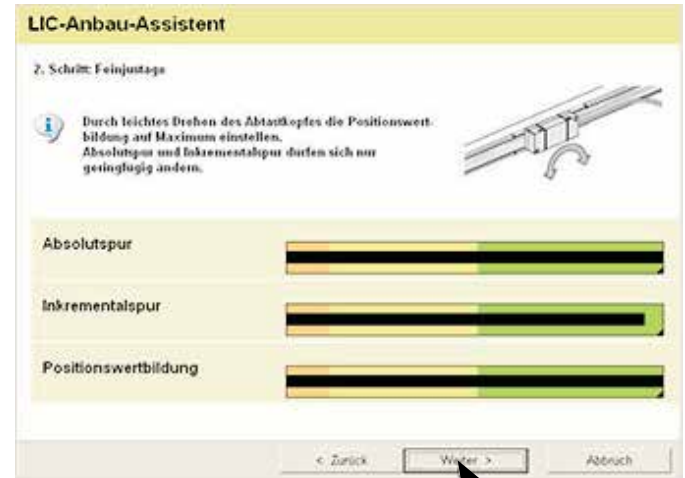 LIC-Anbau-Assistent
2. Schritt: Feinjustage
Durch leichtes Drehen des Abtastkopfes die Positionswert-
bildung auf Maximum einstellen.
Absolutspur und Inkrementalspur dürfen sich nur
geringfügig ändern.
Absolutspur
Inkrementalspur
Positionswertbildung
< Zurück
Weiter >
Abbruch